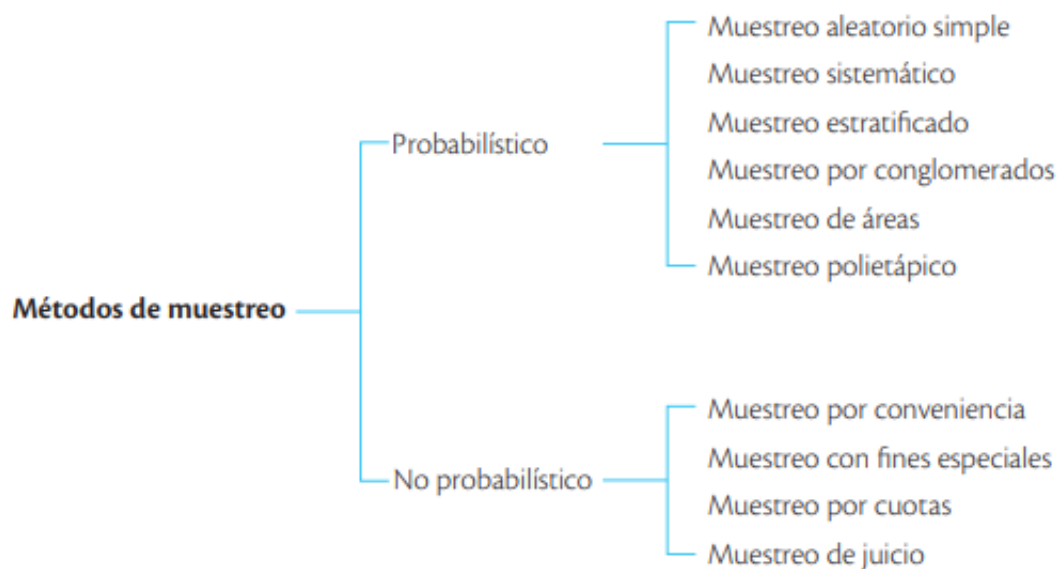 Métodos de muestreo
Probabilístico
Muestreo aleatorio simple
Muestreo sistemático
Muestreo estratificado
Muestreo por conglomerados
Muestreo de áreas
Muestreo polietápico
No probabilístico
Muestreo por conveniencia
Muestreo con fines especiales
Muestreo por cuotas
Muestreo de juicio